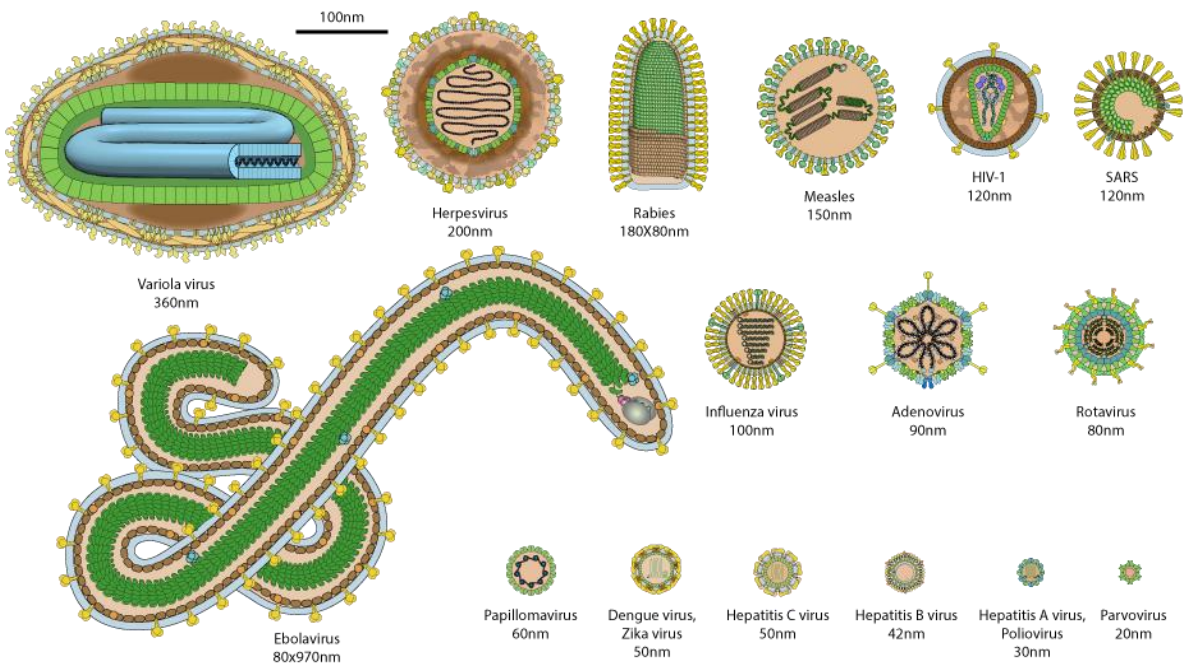 100nm
Variola virus
360nm
Herpesvirus
200nm
Rabies
180X80nm
Measles
150nm
HIV-1
120nm
SARS
120nm
Ebolavirus
80x970nm
Influenza virus
100nm
Adenovirus
90nm
Rotavirus
80nm
Papillomavirus
60nm
Dengue virus,
Zika virus
50nm
Hepatitis C virus
50nm
Hepatitis B virus
42nm
Hepatitis A virus,
Poliovirus
30nm
Parvovirus
20nm